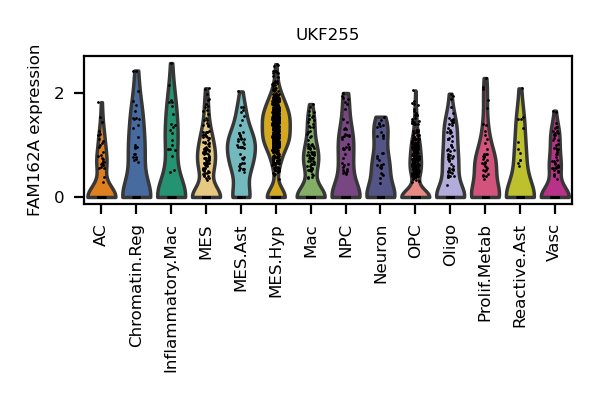 UKF255
FAM162A expression
2
0
AC
Chromatin.Reg
Inflammatory.Mac
MES
MES.Ast
MES.Hyp
Mac
NPC
Neuron
OPC
Oligo
Prolif.Metab
Reactive.Ast
Vasc